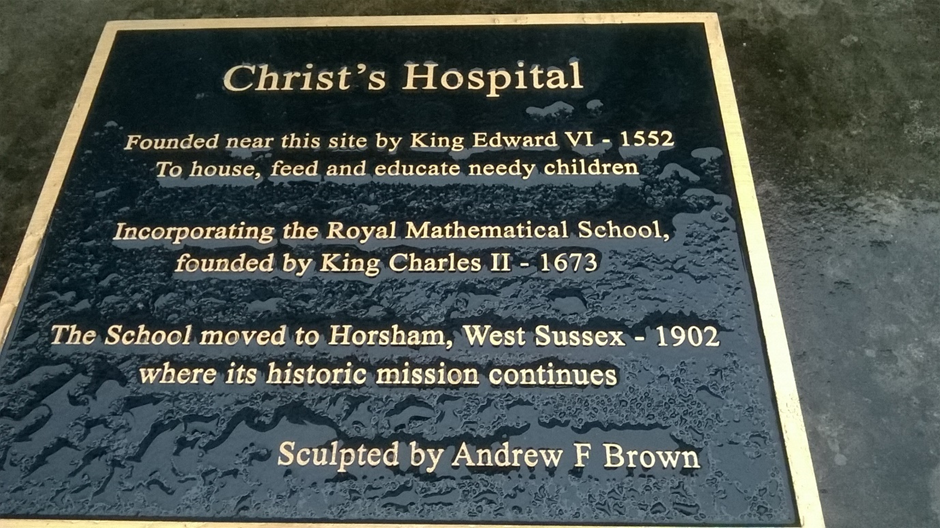 Christ's Hospital
Founded near this site by King Edward VI - 1552
To house, feed and educate needy children
Incorporating the Royal Mathematical School,
founded by King Charles II - 1673
The School moved to Horsham, West Sussex - 1902
where its historic mission continues
Sculpted by Andrew F Brown